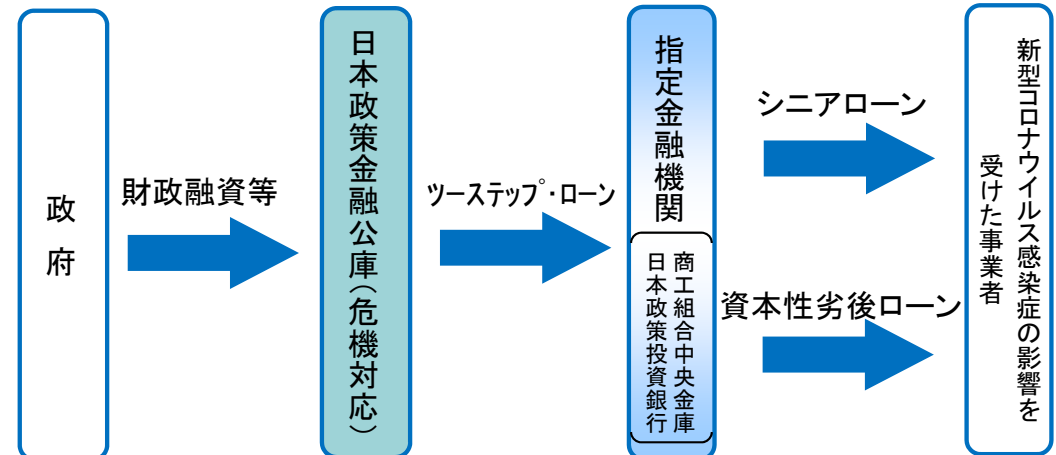 政府
財政融資等
日本政策金融公庫（危機対応）
ツーステップ・ローン
指定金融機関
商工組合中央金庫
日本政策投資銀行
シニアローン
資本性劣後ローン
新型コロナウイルス感染症の影響を
受けた事業者